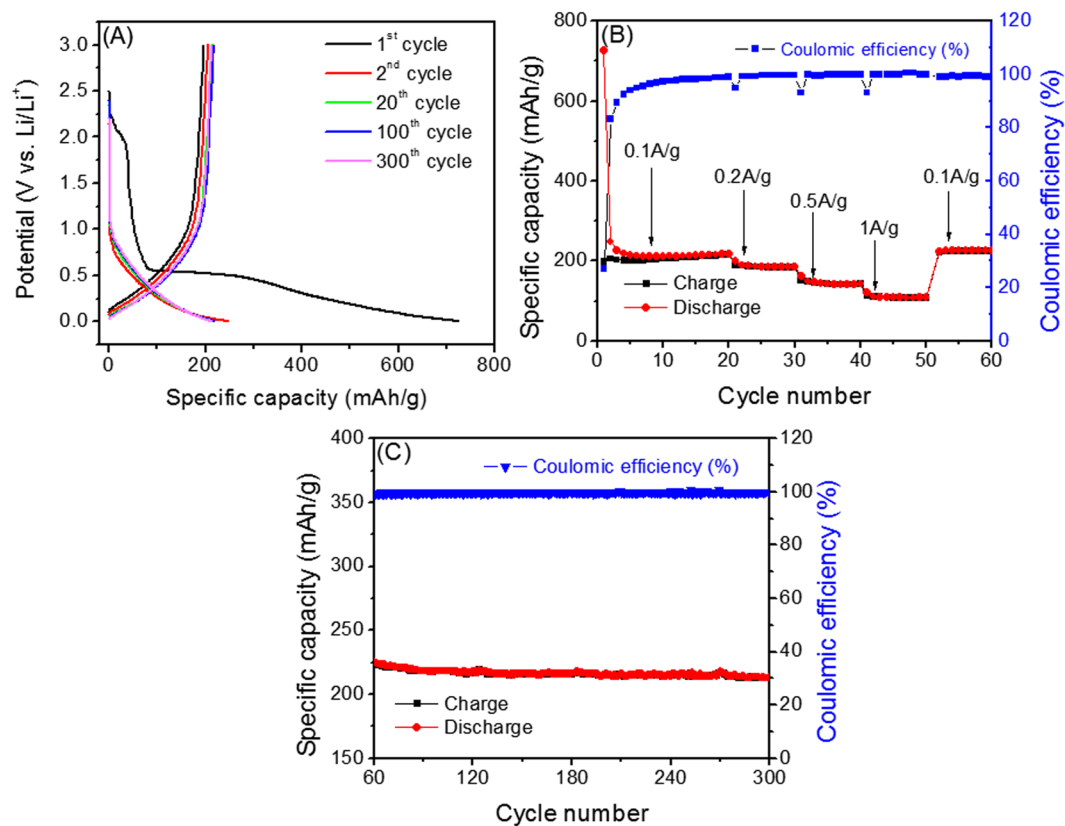 (A)
1st cycle
2nd cycle
20th cycle
100th cycle
300th cycle
3.0
2.5
2.0
1.5
1.0
0.5
0.0
0
200
400
600
800
Potential (V vs. Li/Li+)
Specific capacity (mAh/g)
(B)
Coulomic efficiency (%)
0.1A/g
0.2A/g
0.5A/g
1A/g
0.1A/g
Charge
Discharge
800
600
400
200
0
120
100
80
60
40
20
0
0
10
20
30
40
50
60
Specific capacity (mAh/g)
Coulomic efficiency (%)
Cycle number
(C)
Coulomic efficiency (%)
Charge
Discharge
400
350
300
250
225
200
150
120
100
80
60
40
20
0
60
120
180
240
300
Specific capacity (mAh/g)
Coulomic efficiency (%)
Cycle number